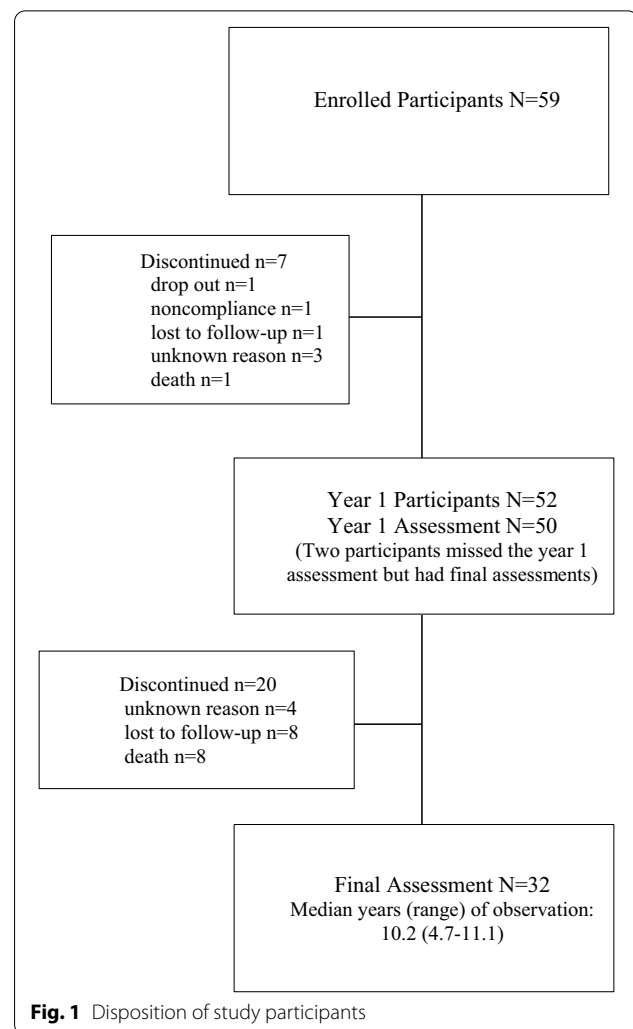 Enrolled Participants N=59
Discontinued n=7
drop out n=1
noncompliance n=1
lost to follow-up n=1
unknown reason n=3
death n=1
Year 1 Participants N=52
Year 1 Assessment N=50
(Two participants missed the year 1
assessment but had final assessments)
Discontinued n=20
unknown reason n=4
lost to follow-up n=8
death n=8
Final Assessment N=32
Median years (range) of observation:
10.2 (4.7-11.1)
Fig. 1 Disposition of study participants